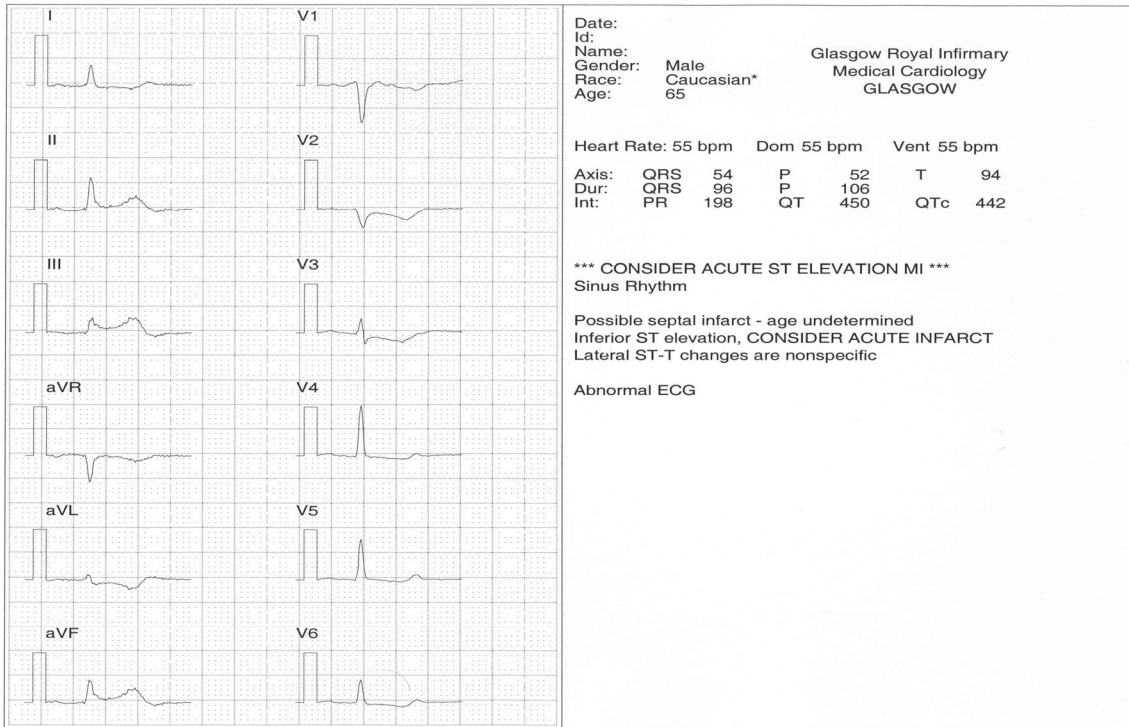 I
V1
II
V2
III
V3
aVR
V4
aVL
V5
aVF
V6
Date:
Id:
Name:
Gender: Male
Race: Caucasian*
Age: 65
Glasgow Royal Infirmary
Medical Cardiology
GLASGOW
Heart Rate: 55 bpm Dom 55 bpm Vent 55 bpm
Axis: QRS 54 P 52 T 94
Dur: QRS 96 P 106
Int: PR 198 QT 450 QTc 442
*** CONSIDER ACUTE ST ELEVATION MI ***
Sinus Rhythm
Possible septal infarct - age undetermined
Inferior ST elevation, CONSIDER ACUTE INFARCT
Lateral ST-T changes are nonspecific
Abnormal ECG